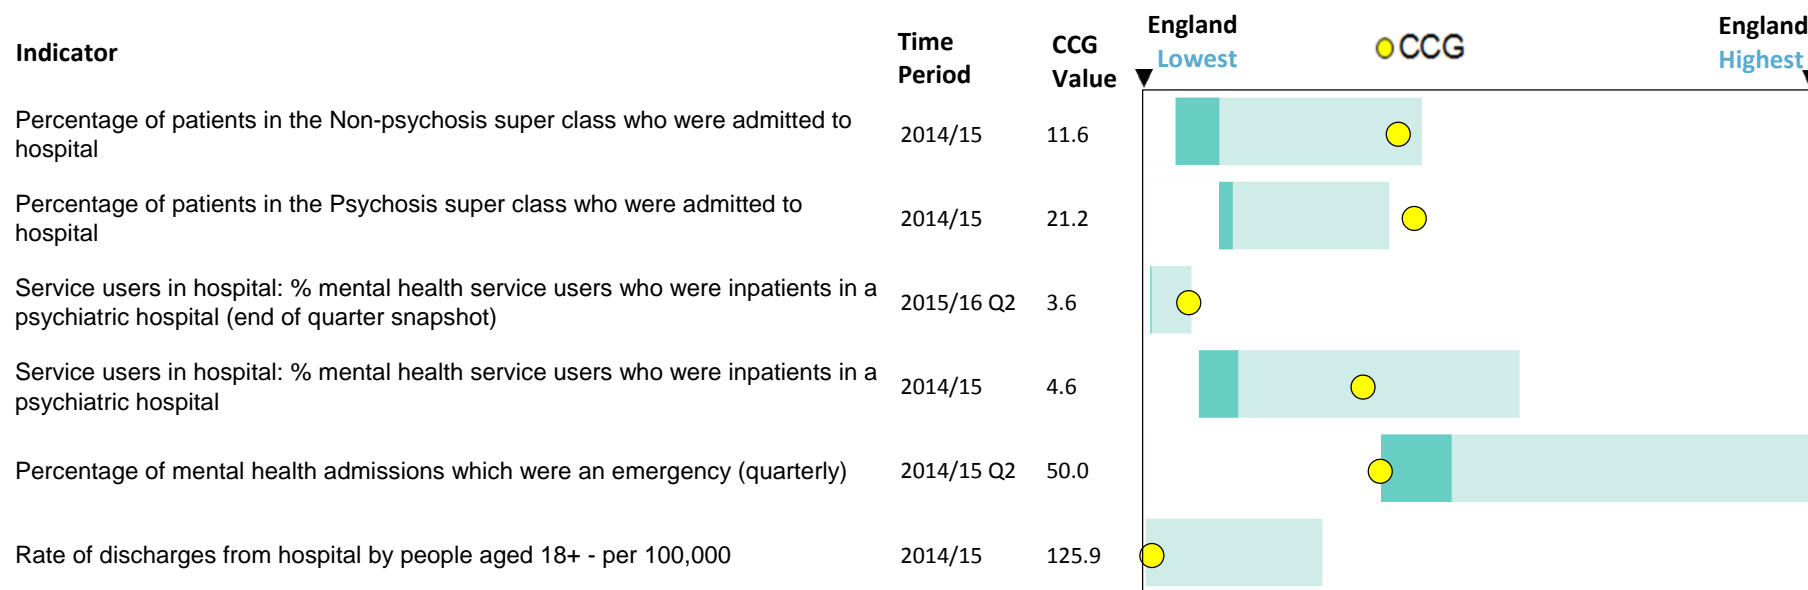 Indicator
Time
Period
CCG
Value
England
Lowest
CCG
England
Highest
Percentage of patients in the Non-psychosis super class who were admitted to
hospital
2014/15
11.6
Percentage of patients in the Psychosis super class who were admitted to
hospital
2014/15
21.2
Service users in hospital: % mental health service users who were inpatients in a
psychiatric hospital (end of quarter snapshot)
2015/16 Q2
3.6
Service users in hospital: % mental health service users who were inpatients in a
psychiatric hospital
2014/15
4.6
Percentage of mental health admissions which were an emergency (quarterly)
2014/15 Q2
50.0
Rate of discharges from hospital by people aged 18+ - per 100,000
2014/15
125.9